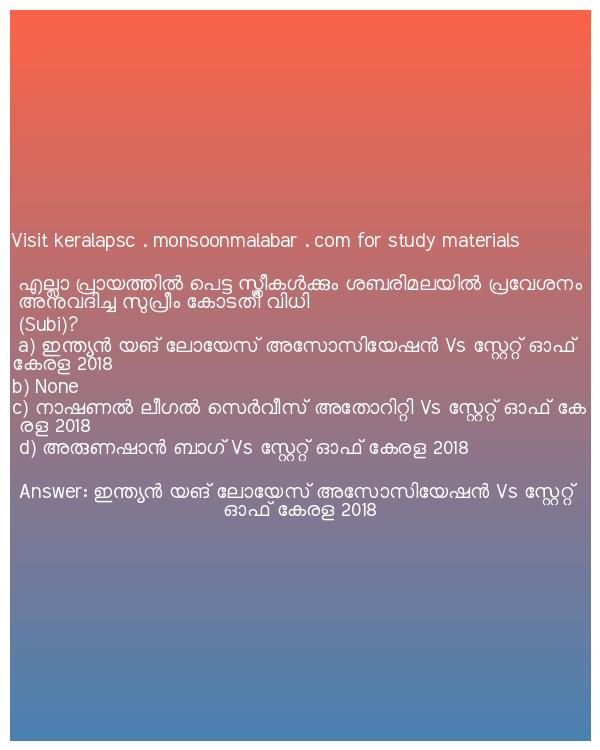 Visit keralapsc . monsoonmalabar . com for study materials
എല്ലാ പ്രായത്തിൽ പെട്ട സ്ത്രീകൾക്കും ശബരിമലയിൽ പ്രവേശനം
അനുവദിച്ച സുപ്രീം കോടതി വിധി
(Subi)?
a) ഇന്ത്യൻ യങ് ലോയേസ് അസോസിയേഷൻ Vs സ്റ്റേറ്റ് ഓഫ്
കേരള 2018
b) None
c) നാഷണൽ ലീഗൽ സെർവീസ് അതോറിറ്റി Vs സ്റ്റേറ്റ് ഓഫ് കേ
രള 2018
d) അരുണഷാൻ ബാഗ് Vs സ്റ്റേറ്റ് ഓഫ് കേരള 2018
Answer: ഇന്ത്യൻ യങ് ലോയേസ് അസോസിയേഷൻ Vs സ്റ്റേറ്റ്
ഓഫ് കേരള 2018